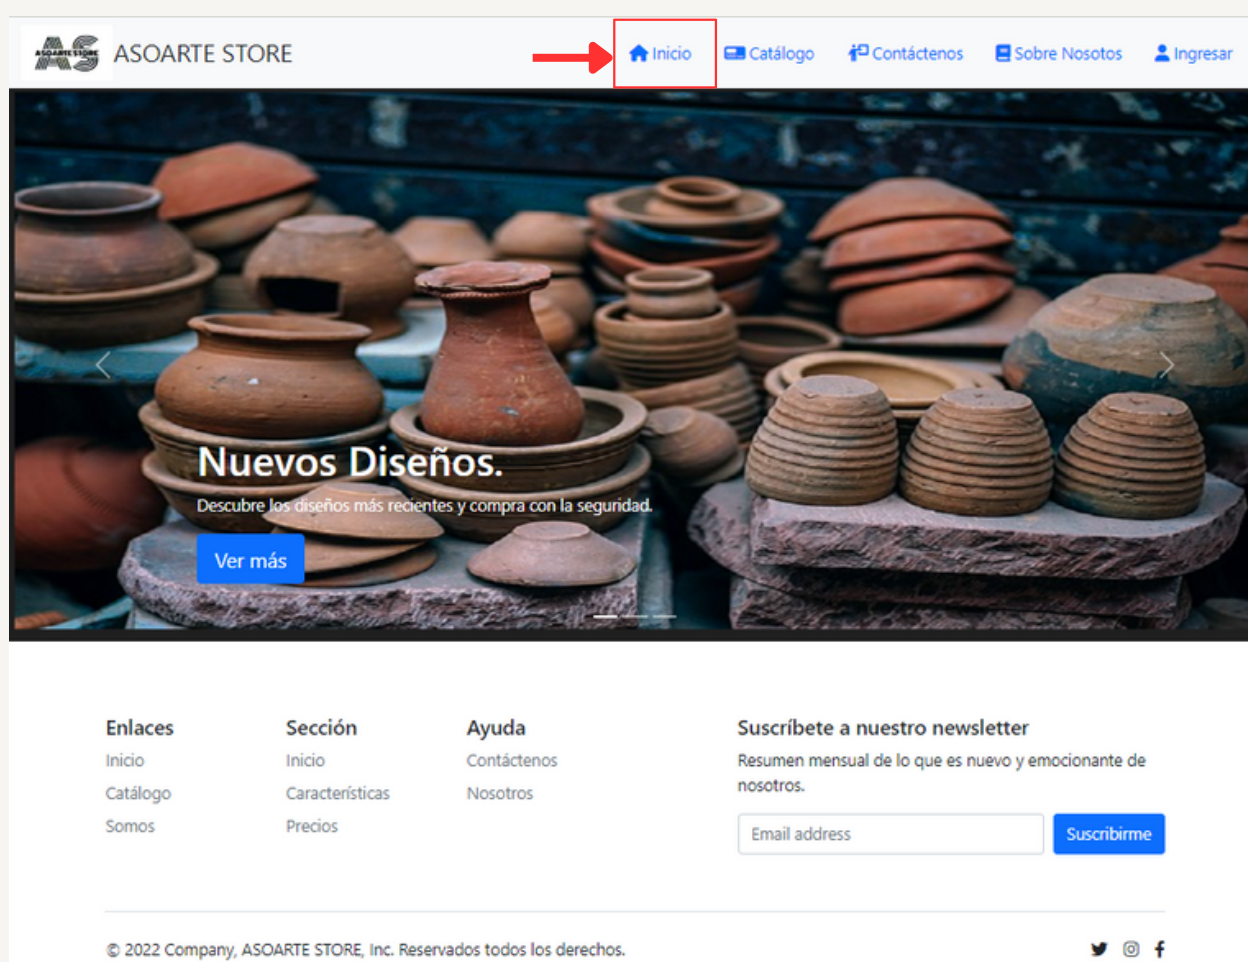 ASOARTE STORE
ASOARTE STORE
Inicio
Catálogo
Contáctenos
Sobre Nosotos
Ingresar
Nuevos Diseños.
Descubre los diseños más recientes y compra con la seguridad.
Ver más
Enlaces
Inicio
Catálogo
Somos
Sección
Inicio
Características
Precios
Ayuda
Contáctenos
Nosotros
Suscríbete a nuestro newsletter
Resumen mensual de lo que es nuevo y emocionante de
nosotros.
Email address
Suscribirme
© 2022 Company, ASOARTE STORE, Inc. Reservados todos los derechos.